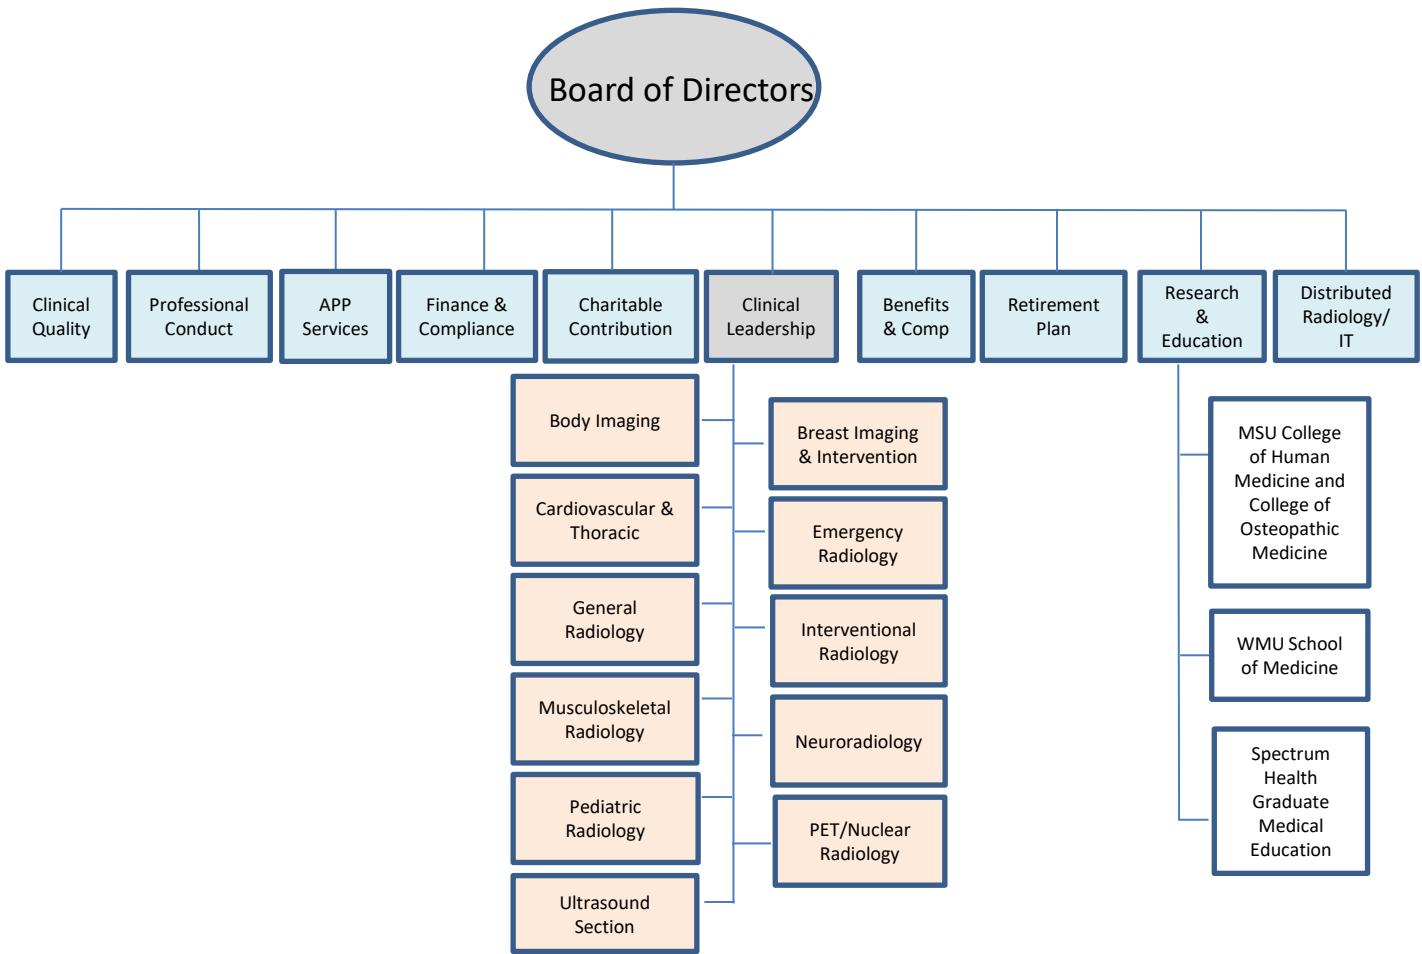 Board of Directors
Clinical
Quality
Professional
Conduct
APP
Services
Finance &
Compliance
Charitable
Contribution
Clinical
Leadership
Benefits
& Comp
Retirement
Plan
Research
&
Education
Distributed
Radiology/
IT
Body Imaging
Cardiovascular &
Thoracic
General
Radiology
Musculoskeletal
Radiology
Pediatric
Radiology
Ultrasound
Section
Breast Imaging
& Intervention
Emergency
Radiology
Interventional
Radiology
Neuroradiology
PET/Nuclear
Radiology
MSU College
of Human
Medicine and
College of
Osteopathic
Medicine
WMU School
of Medicine
Spectrum
Health
Graduate
Medical
Education